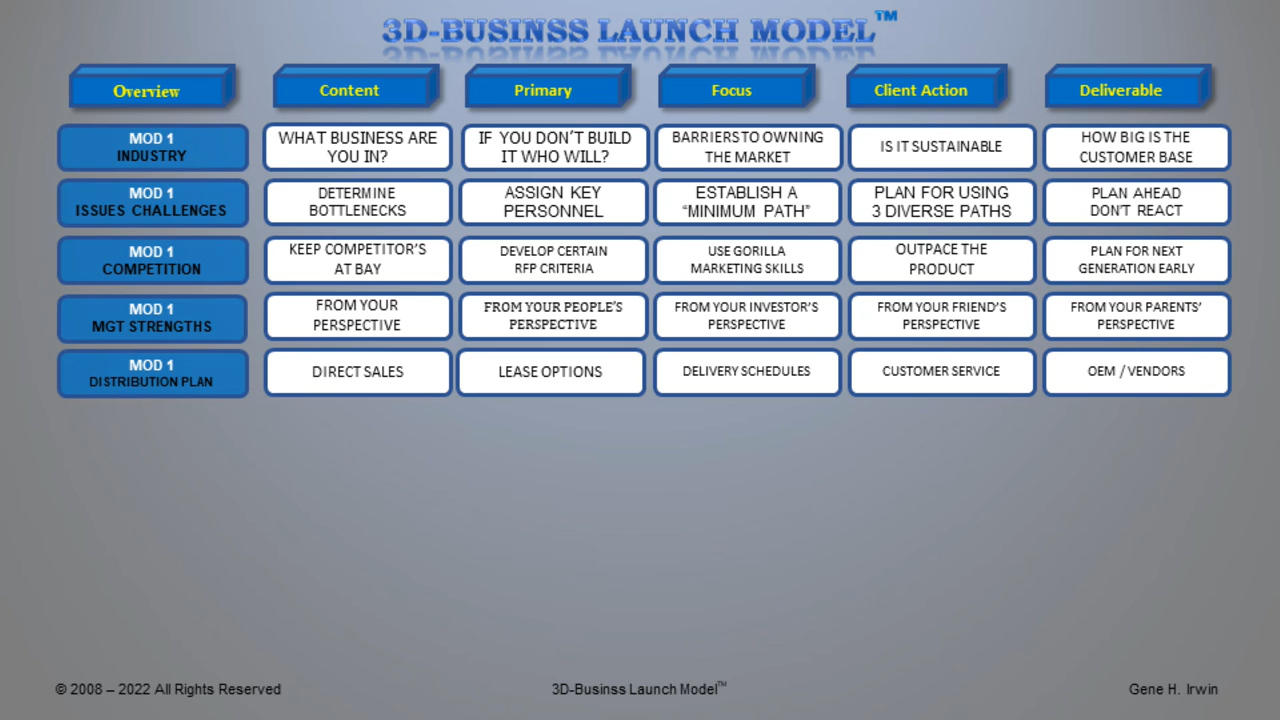 3D-BUSINSS LAUNCH MODEL™
Overview
Content
Primary
Focus
Client Action
Deliverable
MOD 1
INDUSTRY
WHAT BUSINESS ARE
YOU IN?
IF YOU DON'T BUILD
IT WHO WILL?
BARRIERS TO OWNING
THE MARKET
IS IT SUSTAINABLE
HOW BIG IS THE
CUSTOMER BASE
MOD 1
ISSUES CHALLENGES
DETERMINE
BOTTLENECKS
ASSIGN KEY
PERSONNEL
ESTABLISH A
“MINIMUM PATH”
PLAN FOR USING
3 DIVERSE PATHS
PLAN AHEAD
DON'T REACT
MOD 1
COMPETITION
KEEP COMPETITOR'S
AT BAY
DEVELOP CERTAIN
RFP CRITERIA
USE GORILLA
MARKETING SKILLS
OUTPACE THE
PRODUCT
PLAN FOR NEXT
GENERATION EARLY
MOD 1
MGT STRENGTHS
FROM YOUR
PERSPECTIVE
FROM YOUR PEOPLE'S
PERSPECTIVE
FROM YOUR INVESTOR'S
PERSPECTIVE
FROM YOUR FRIEND'S
PERSPECTIVE
FROM YOUR PARENTS'
PERSPECTIVE
MOD 1
DISTRIBUTION PLAN
DIRECT SALES
LEASE OPTIONS
DELIVERY SCHEDULES
CUSTOMER SERVICE
OEM / VENDORS
© 2008 – 2022 All Rights Reserved
3D-Businss Launch Model™
Gene H. Irwin